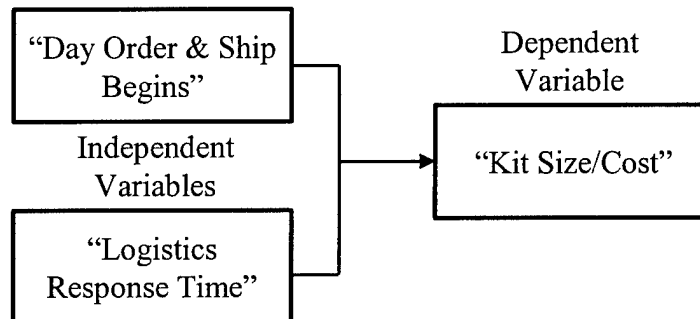 “Day Order & Ship
Begins”
Independent
Variables
“Logistics
Response Time”
Dependent
Variable
“Kit Size/Cost”